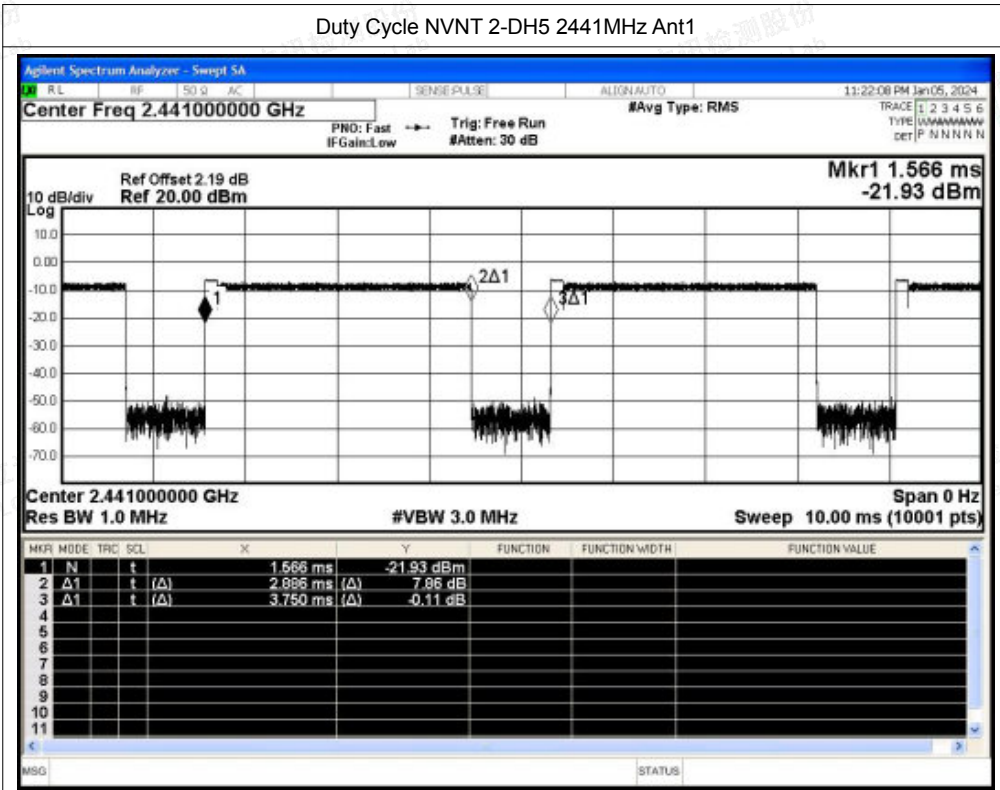 Duty Cycle NVNT 2-DH5 2441MHz Ant1
Agilent Spectrum Analyzer - Swept SA
RL RF 50 Ω AC SENSE:PULSE ALIGNAUTO 11:22:08 PM Jan 05, 2024
Center Freq 2.441000000 GHz #Avg Type: RMS TRACE 1 2 3 4 5 6
PNO: Fast Trig: Free Run TYPE
IFGain:Low #Atten: 30 dB DET P N N N N N
Mkr1 1.566 ms
Ref Offset 2.19 dB
10 dB/div Ref 20.00 dBm -21.93 dBm
Log
10.0
0.00
-10.0
-20.0
-30.0
-40.0
-50.0
-60.0
-70.0
1
2Δ1
3Δ1
Center 2.441000000 GHz Span 0 Hz
Res BW 1.0 MHz #VBW 3.0 MHz Sweep 10.00 ms (10001 pts)
MKR MODE TRC SCL X Y FUNCTION FUNCTION WIDTH FUNCTION VALUE
1 N t 1.566 ms -21.93 dBm
2 Δ1 t (Δ) 2.886 ms (Δ) 7.86 dB
3 Δ1 t (Δ) 3.750 ms (Δ) -0.11 dB
4
5
6
7
8
9
10
11
MSG STATUS